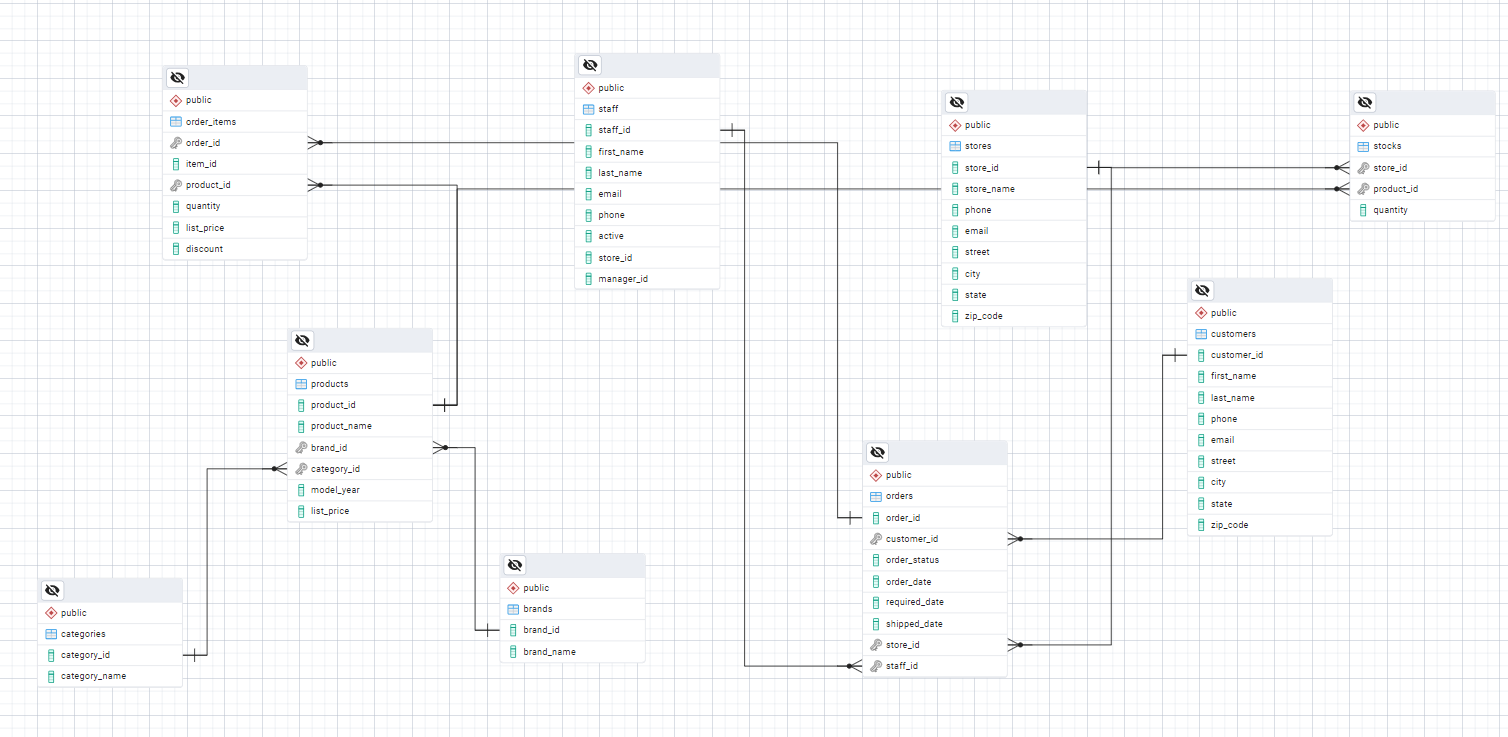 public
order_items
order_id
item_id
product_id
quantity
list_price
discount
public
staff
staff_id
first_name
last_name
email
phone
active
store_id
manager_id
public
stores
store_id
store_name
phone
email
street
city
state
zip_code
public
stocks
store_id
product_id
quantity
public
customers
customer_id
first_name
last_name
phone
email
street
city
state
zip_code
public
products
product_id
product_name
brand_id
category_id
model_year
list_price
public
orders
order_id
customer_id
order_status
order_date
required_date
shipped_date
store_id
staff_id
public
brands
brand_id
brand_name
public
categories
category_id
category_name